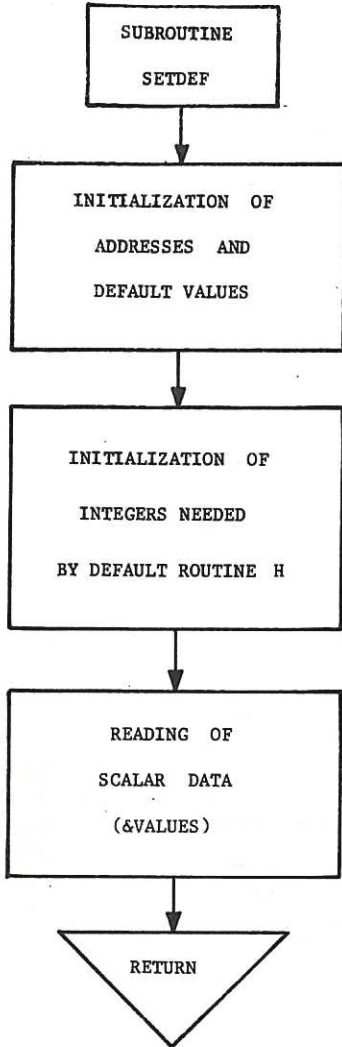 SUBROUTINE
SETDEF
INITIALIZATION OF
ADDRESSES AND
DEFAULT VALUES
INITIALIZATION OF
INTEGERS NEEDED
BY DEFAULT ROUTINE H
READING OF
SCALAR DATA
(&VALUES)
RETURN